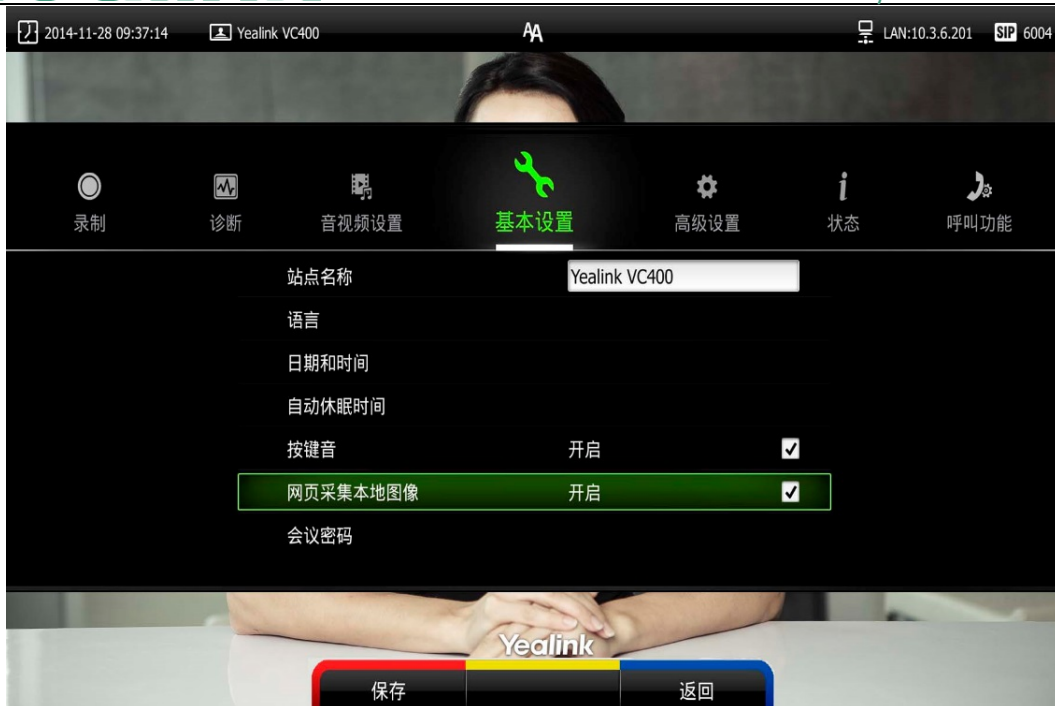 2014-11-28 09:37:14 Yealink VC400 AA LAN:10.3.6.201 SIP 6004
录制 诊断 音视频设置 基本设置 高级设置 状态 呼叫功能
站点名称 Yealink VC400
语言
日期和时间
自动休眠时间
按键音 开启
网页采集本地图像 开启
会议密码
Yealink
保存 返回